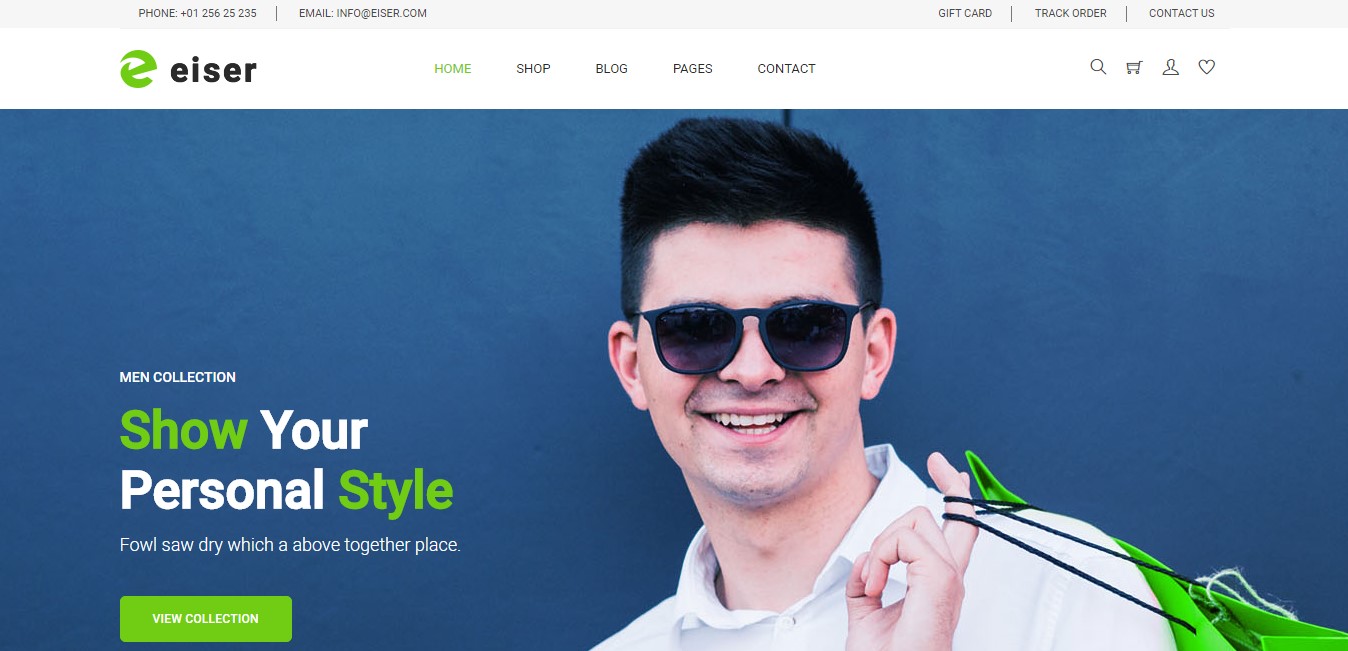 PHONE: +01 256 25 235
EMAIL: INFO@EISER.COM
GIFT CARD
TRACK ORDER
CONTACT US
eiser
HOME
SHOP
BLOG
PAGES
CONTACT
MEN COLLECTION
Show Your
Personal Style
Fowl saw dry which a above together place.
VIEW COLLECTION